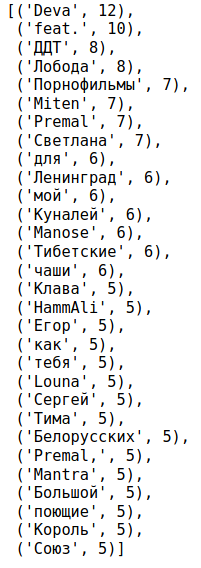 [('Deva', 12),
('feat.', 10),
('ДДТ', 8),
('Лобода', 8),
('Порнофильмы', 7),
('Miten', 7),
('Premal', 7),
('Светлана', 7),
('для', 6),
('Ленинград', 6),
('мой', 6),
('Куналей', 6),
('Manose', 6),
('Тибетские', 6),
('чаши', 6),
('Клава', 5),
('HammAli', 5),
('Егор', 5),
('как', 5),
('тебя', 5),
('Louna', 5),
('Сергей', 5),
('Тима', 5),
('Белорусских', 5),
('Premal,', 5),
('Mantra', 5),
('Большой', 5),
('поющие', 5),
('Король', 5),
('Союз', 5)]